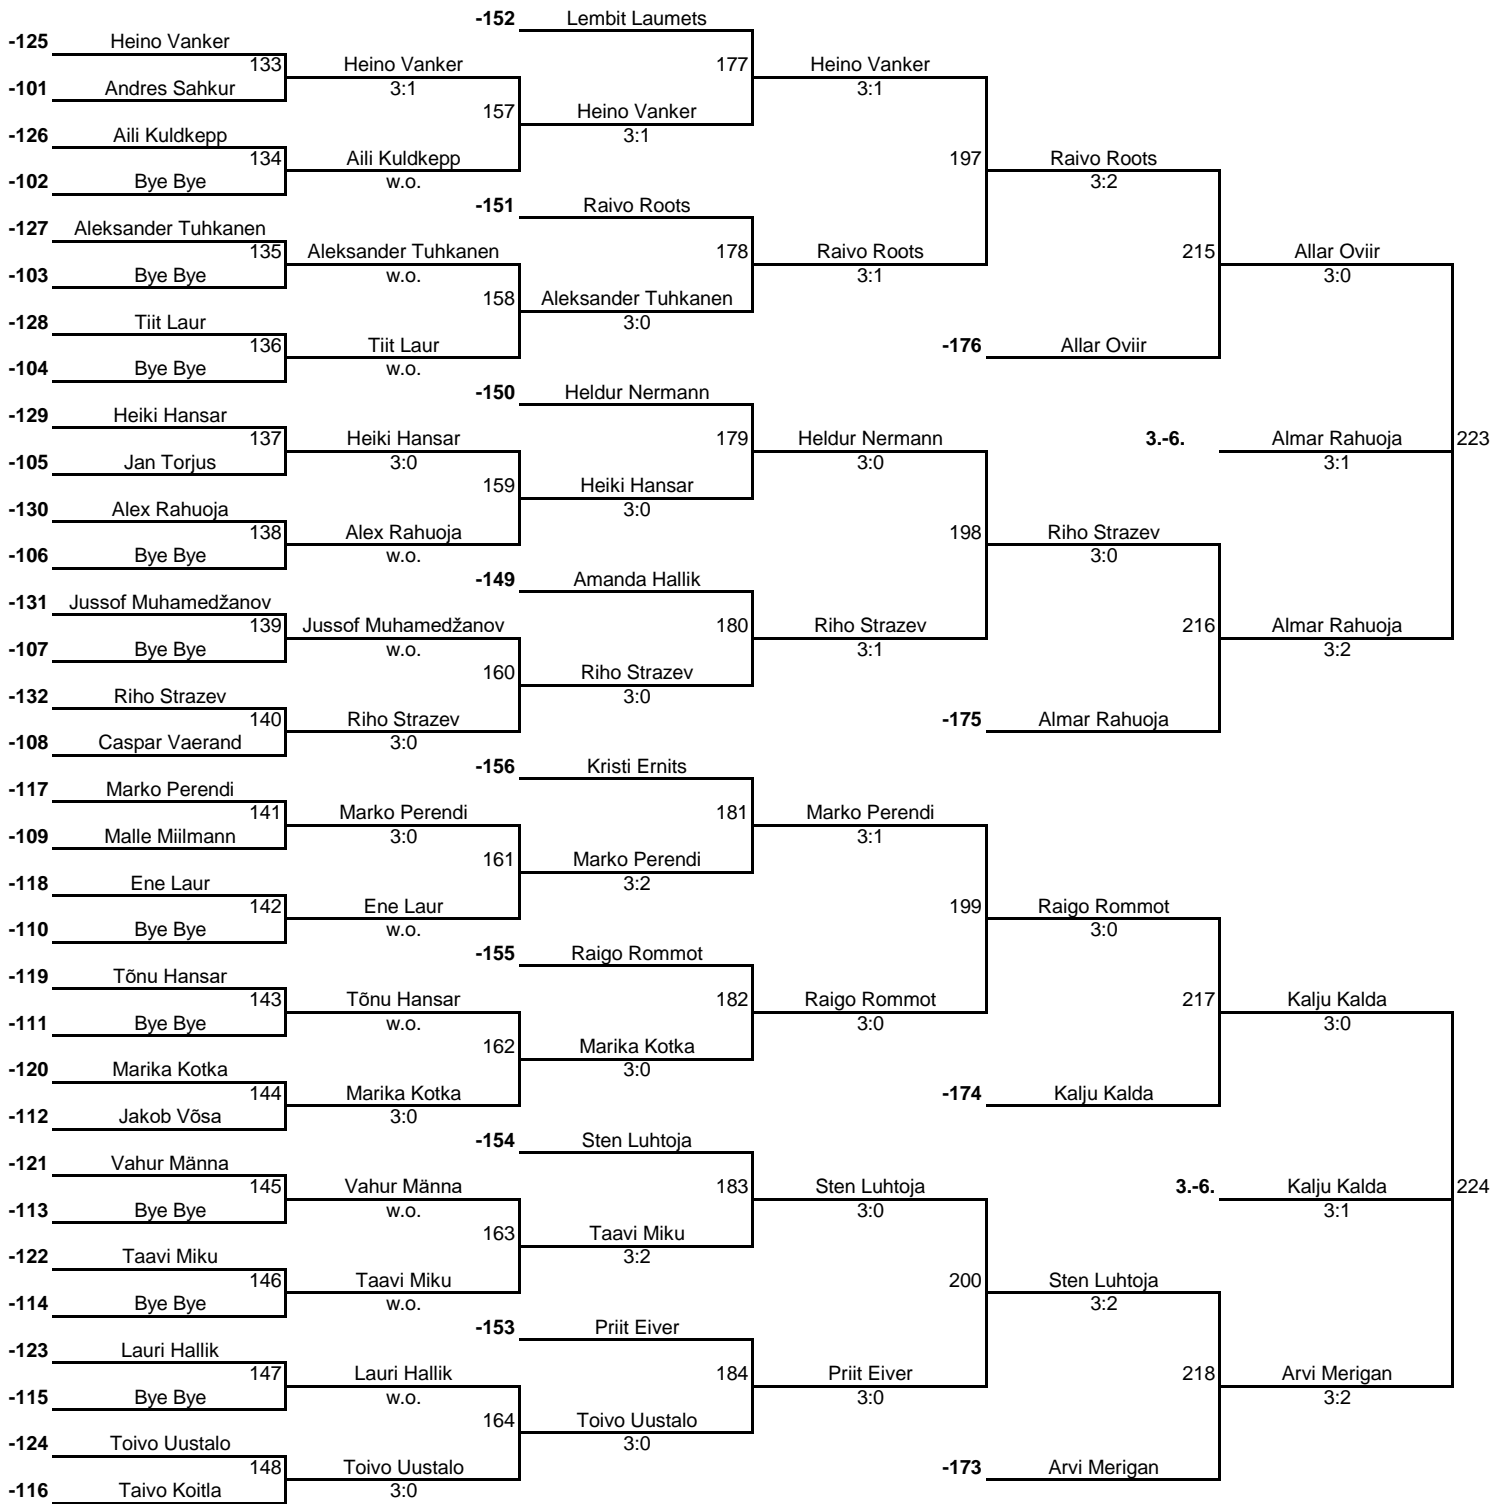 -152 Lembit Laumets
-125 Heino Vanker
133 Heino Vanker 177 Heino Vanker
-101 Andres Sahkur 3:1 3:1
157 Heino Vanker
-126 Aili Kuldkepp 3:1
134 Aili Kuldkepp 197 Raivo Roots
-102 Bye Bye w.o. 3:2
-151 Raivo Roots
-127 Aleksander Tuhkanen
135 Aleksander Tuhkanen 178 Raivo Roots 215 Allar Oviir
-103 Bye Bye w.o. 3:1 3:0
158 Aleksander Tuhkanen
-128 Tiit Laur 3:0
136 Tiit Laur -176 Allar Oviir
-104 Bye Bye w.o.
-150 Heldur Nermann
-129 Heiki Hansar
137 Heiki Hansar 179 Heldur Nermann 3.-6. Almar Rahuoja 223
-105 Jan Torjus 3:0 3:0 3:1
159 Heiki Hansar
-130 Alex Rahuoja 3:0
138 Alex Rahuoja 198 Riho Strazev
-106 Bye Bye w.o. 3:0
-149 Amanda Hallik
-131 Jussof Muhamedžanov
139 Jussof Muhamedžanov 180 Riho Strazev 216 Almar Rahuoja
-107 Bye Bye w.o. 3:1 3:2
160 Riho Strazev
-132 Riho Strazev 3:0
140 Riho Strazev -175 Almar Rahuoja
-108 Caspar Vaerand 3:0
-156 Kristi Ernits
-117 Marko Perendi
141 Marko Perendi 181 Marko Perendi
-109 Malle Miilmann 3:0 3:1
161 Marko Perendi
-118 Ene Laur 3:2
142 Ene Laur 199 Raigo Rommot
-110 Bye Bye w.o. 3:0
-155 Raigo Rommot
-119 Tõnu Hansar
143 Tõnu Hansar 182 Raigo Rommot 217 Kalju Kalda
-111 Bye Bye w.o. 3:0 3:0
162 Marika Kotka
-120 Marika Kotka 3:0
144 Marika Kotka -174 Kalju Kalda
-112 Jakob Võsa 3:0
-154 Sten Luhtoja
-121 Vahur Männa
145 Vahur Männa 183 Sten Luhtoja 3.-6. Kalju Kalda 224
-113 Bye Bye w.o. 3:0 3:1
163 Taavi Miku
-122 Taavi Miku 3:2
146 Taavi Miku 200 Sten Luhtoja
-114 Bye Bye w.o. 3:2
-153 Priit Eiver
-123 Lauri Hallik
147 Lauri Hallik 184 Priit Eiver 218 Arvi Merigan
-115 Bye Bye w.o. 3:0 3:2
164 Toivo Uustalo
-124 Toivo Uustalo 3:0
148 Toivo Uustalo -173 Arvi Merigan
-116 Taivo Koitla 3:0